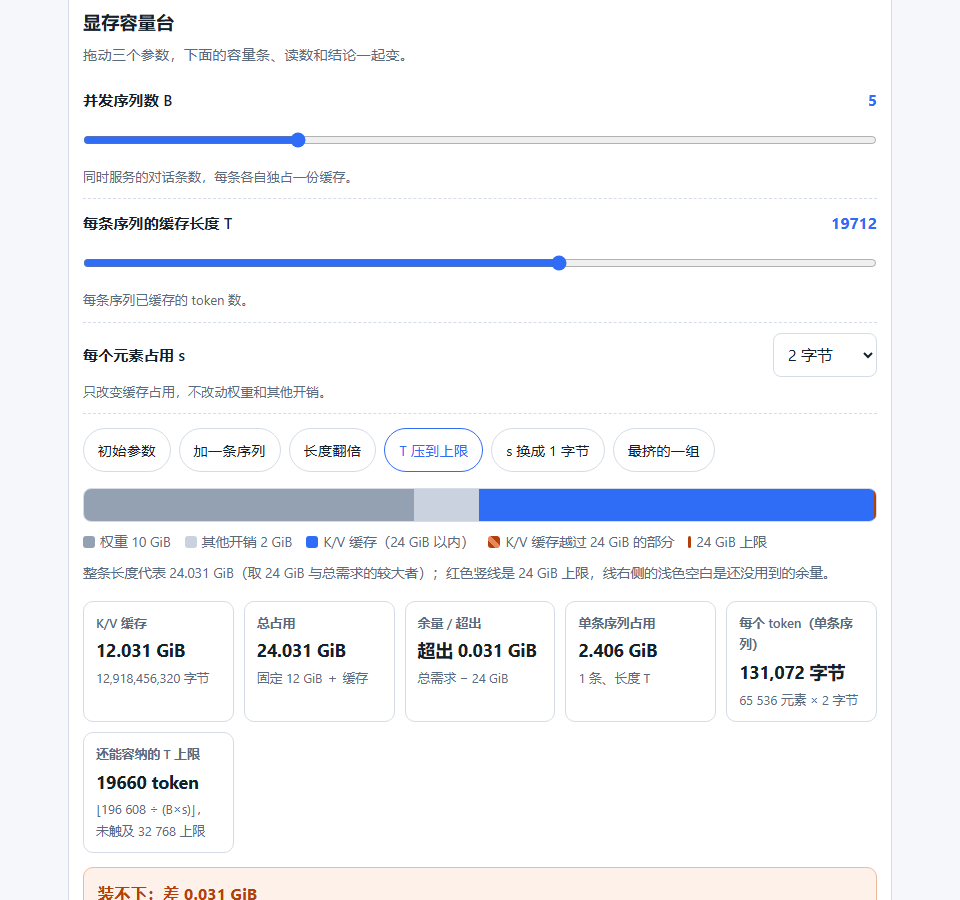 显存容量台
拖动三个参数，下面的容量条、读数和结论一起变。
并发序列数 B
5
同时服务的对话条数，每条各自独占一份缓存。
每条序列的缓存长度 T
19712
每条序列已缓存的 token 数。
每个元素占用 s
2 字节
只改变缓存占用，不改动权重和其他开销。
初始参数
加一条序列
长度翻倍
T 压到上限
s 换成 1 字节
最挤的一组
权重 10 GiB
其他开销 2 GiB
K/V 缓存（24 GiB 以内）
K/V 缓存越过 24 GiB 的部分
24 GiB 上限
整条长度代表 24.031 GiB（取 24 GiB 与总需求的较大者）；红色竖线是 24 GiB 上限，线右侧的浅色空白是还没用到的余量。
K/V 缓存
12.031 GiB
12,918,456,320 字节
总占用
24.031 GiB
固定 12 GiB + 缓存
余量 / 超出
超出 0.031 GiB
总需求 − 24 GiB
单条序列占用
2.406 GiB
1 条、长度 T
每个 token（单条序
列）
131,072 字节
65 536 元素 × 2 字节
还能容纳的 T 上限
19660 token
⌊196 608 ÷ (B×s)⌋，
未触及 32 768 上限
装不下：差 0.031 GiB